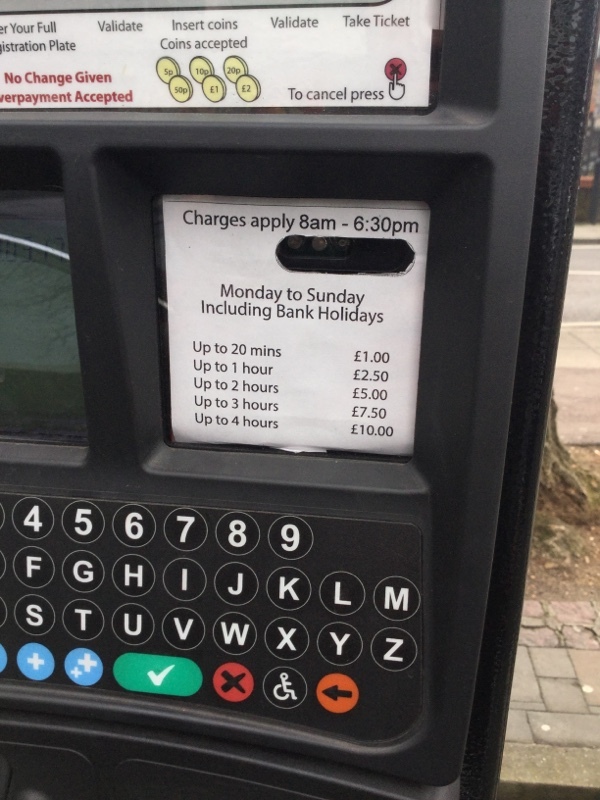 er Your Full
gistration Plate
Validate
Insert coins
Coins accepted
Validate
Take Ticket
No Change Given
verpayment Accepted
5p 10p 20p
50p £1 £2
To cancel press
Charges apply 8am - 6:30pm
Monday to Sunday
Including Bank Holidays
Up to 20 mins £1.00
Up to 1 hour £2.50
Up to 2 hours £5.00
Up to 3 hours £7.50
Up to 4 hours £10.00
4 5 6 7 8 9
F G H I J K L M
S T U V W X Y Z